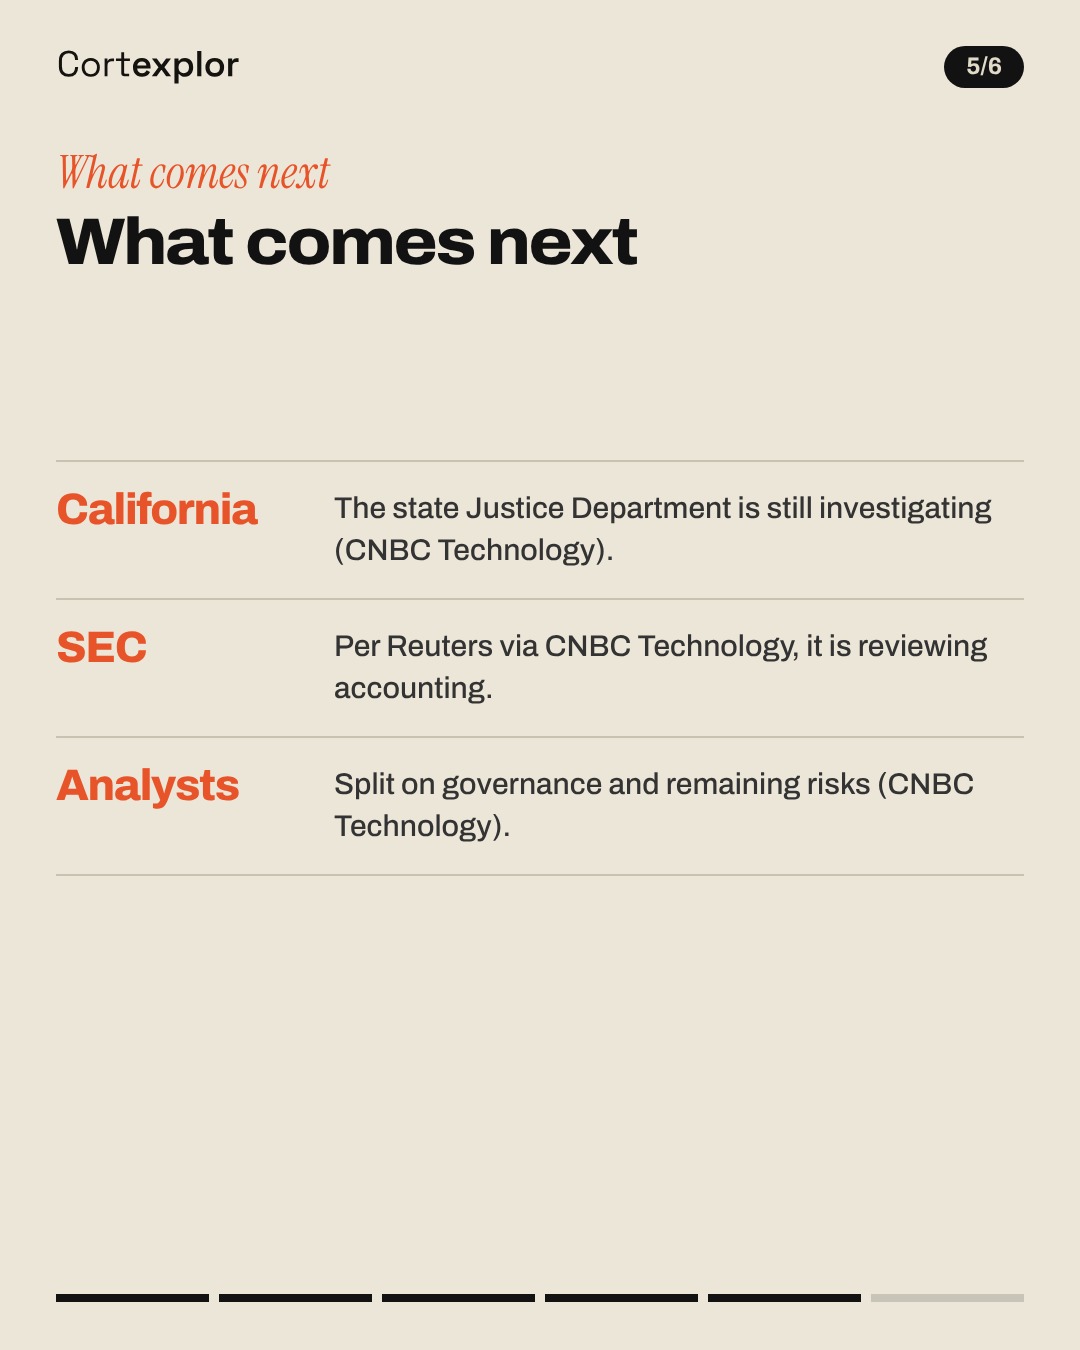 Cortexplor
5/6
What comes next
What comes next
California
The state Justice Department is still investigating
(CNBC Technology).
SEC
Per Reuters via CNBC Technology, it is reviewing
accounting.
Analysts
Split on governance and remaining risks (CNBC
Technology).